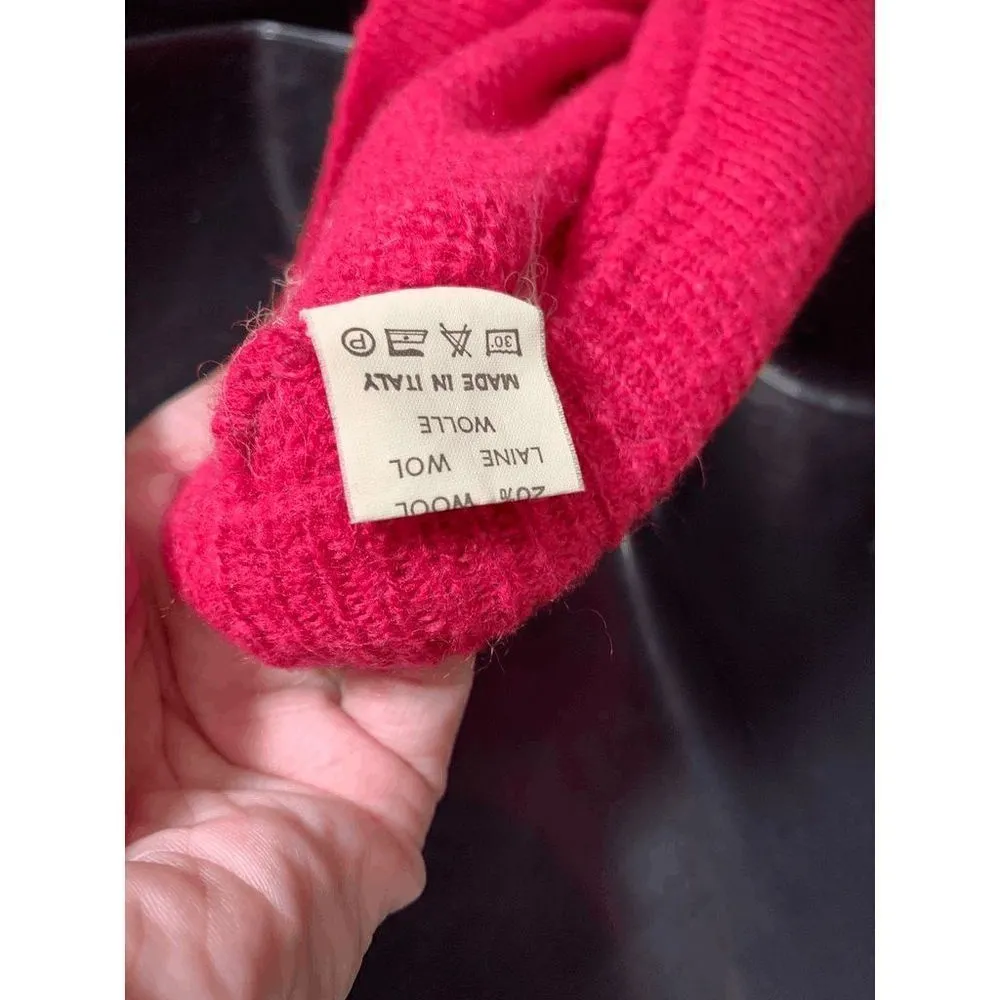 20% WOOL
LAINE WOL
WOLLE
MADE IN ITALY
30°
P